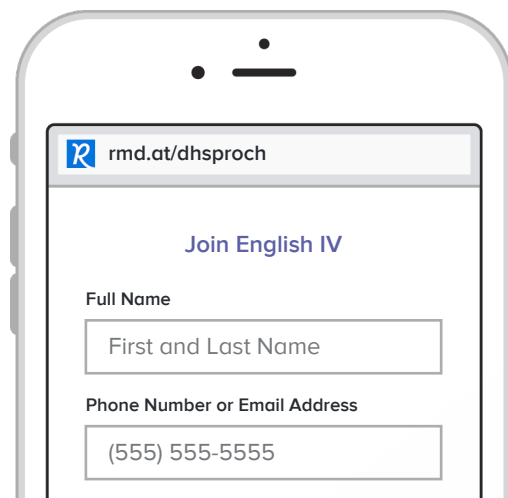 rmd.at/dhsproch
Join English IV
Full Name
First and Last Name
Phone Number or Email Address
(555) 555-5555